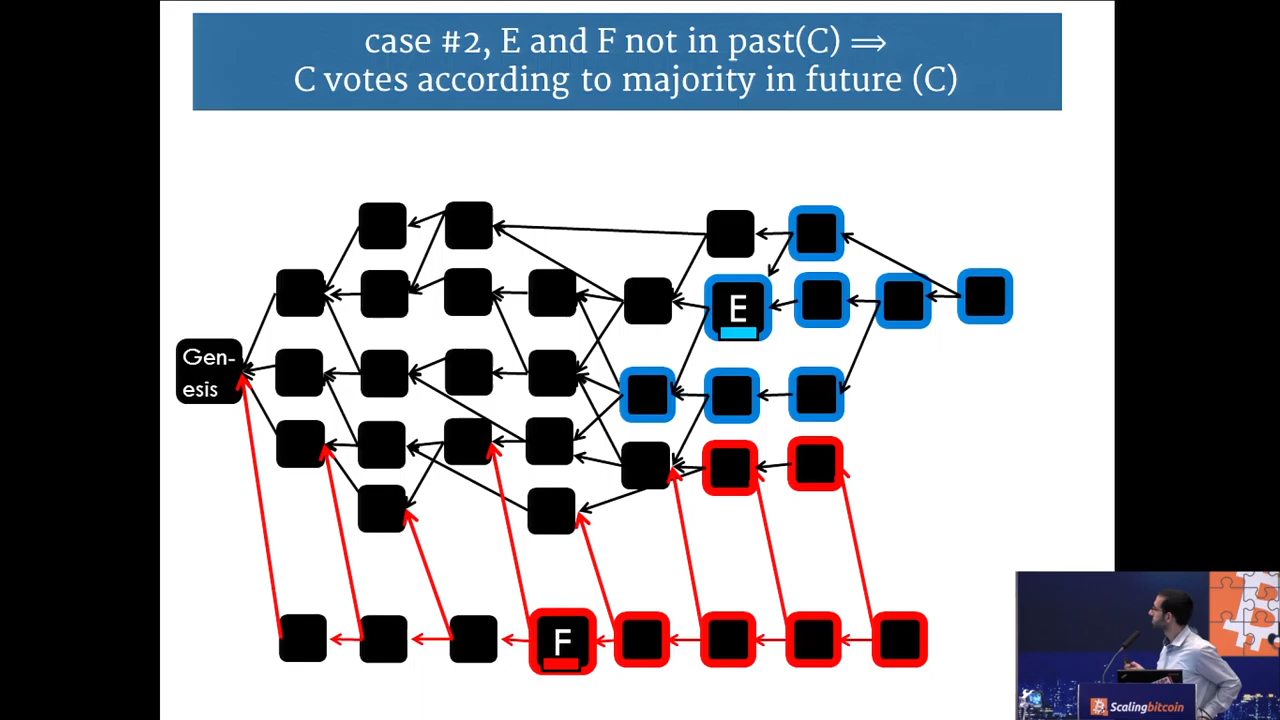 case #2, E and F not in past(C) ⟹
C votes according to majority in future (C)
E
Gen-
esis
F
Scalingbitcoin